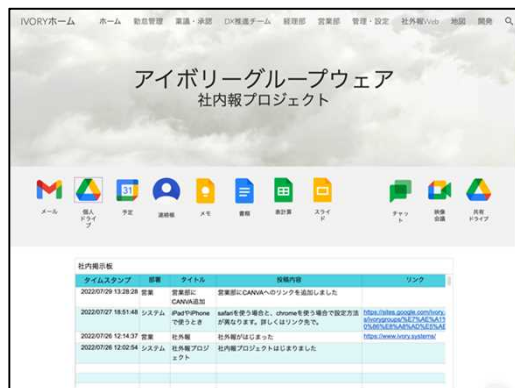 IVORYホーム ホーム 勤怠管理 稟議・承認 DX推進チーム 経理部 営業部 管理・設定 社外報Web 地図 開発
アイボリーグループウェア
社内報プロジェクト
31
メール 個人ドライブ 予定 連絡帳 メモ 書類 表計算 スライド チャット 映像会議 共有ドライブ
社内掲示板
タイムスタンプ 部署 タイトル 投稿内容 リンク
2022/07/29 13:28:28 営業 営業部にCANVA追加 営業部にCANVAへのリンクを追加しました
2022/07/27 18:51:48 システム iPadやiPhoneで使うとき safariを使う場合と、chromeを使う場合で設定方法が異なります。詳しくはリンク先で。
https://sites.google.com/ivory.
2022/07/26 12:14:37 営業 社外報 社外報がはじまった https://www.ivory.systems/
2022/07/26 12:02:54 システム 社内報プロジェクト 社内報プロジェクトはじまりました